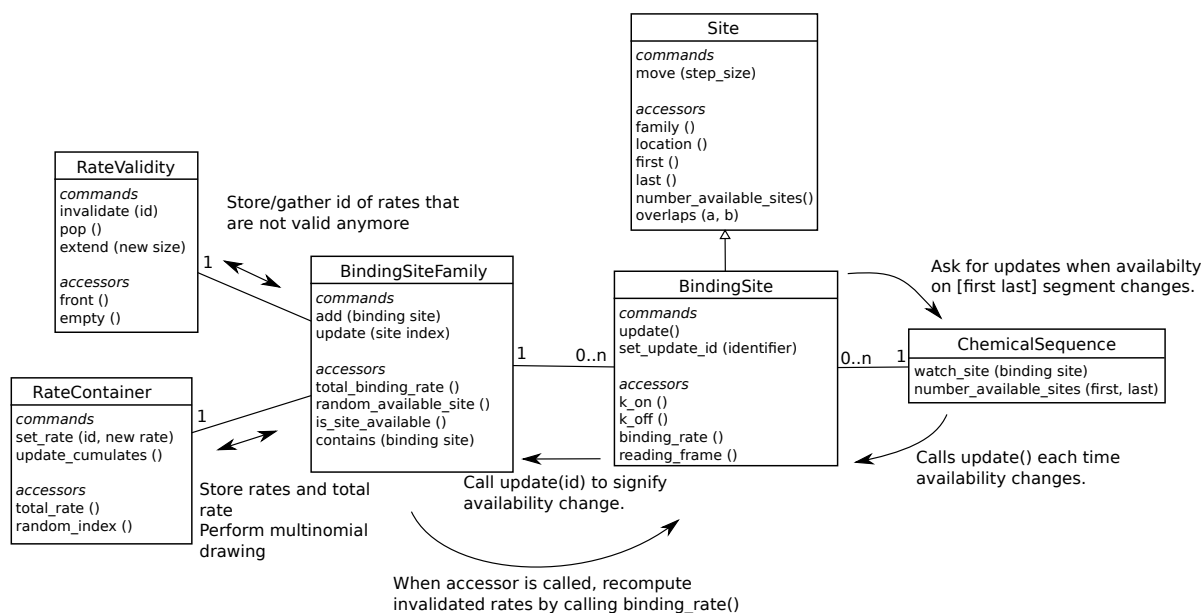 Site
commands
move (step_size)
accessors
family ()
location ()
first ()
last ()
number_available_sites()
overlaps (a, b)
RateValidity
commands
invalidate (id)
pop ()
extend (new size)
accessors
front ()
empty ()
Store/gather id of rates that
are not valid anymore
1
BindingSiteFamily
commands
add (binding site)
update (site index)
accessors
total_binding_rate ()
random_available_site ()
is_site_available ()
contains (binding site)
1
0..n
BindingSite
commands
update()
set_update_id (identifier)
accessors
k_on ()
k_off ()
binding_rate ()
reading_frame ()
Ask for updates when availabilty
on [first last] segment changes.
0..n
1
ChemicalSequence
watch_site (binding site)
number_available_sites (first, last)
Calls update() each time
availability changes.
RateContainer
commands
set_rate (id, new rate)
update_cumulates ()
accessors
total_rate ()
random_index ()
1
Store rates and total
rate
Perform multinomial
drawing
Call update(id) to signify
availability change.
When accessor is called, recompute
invalidated rates by calling binding_rate()